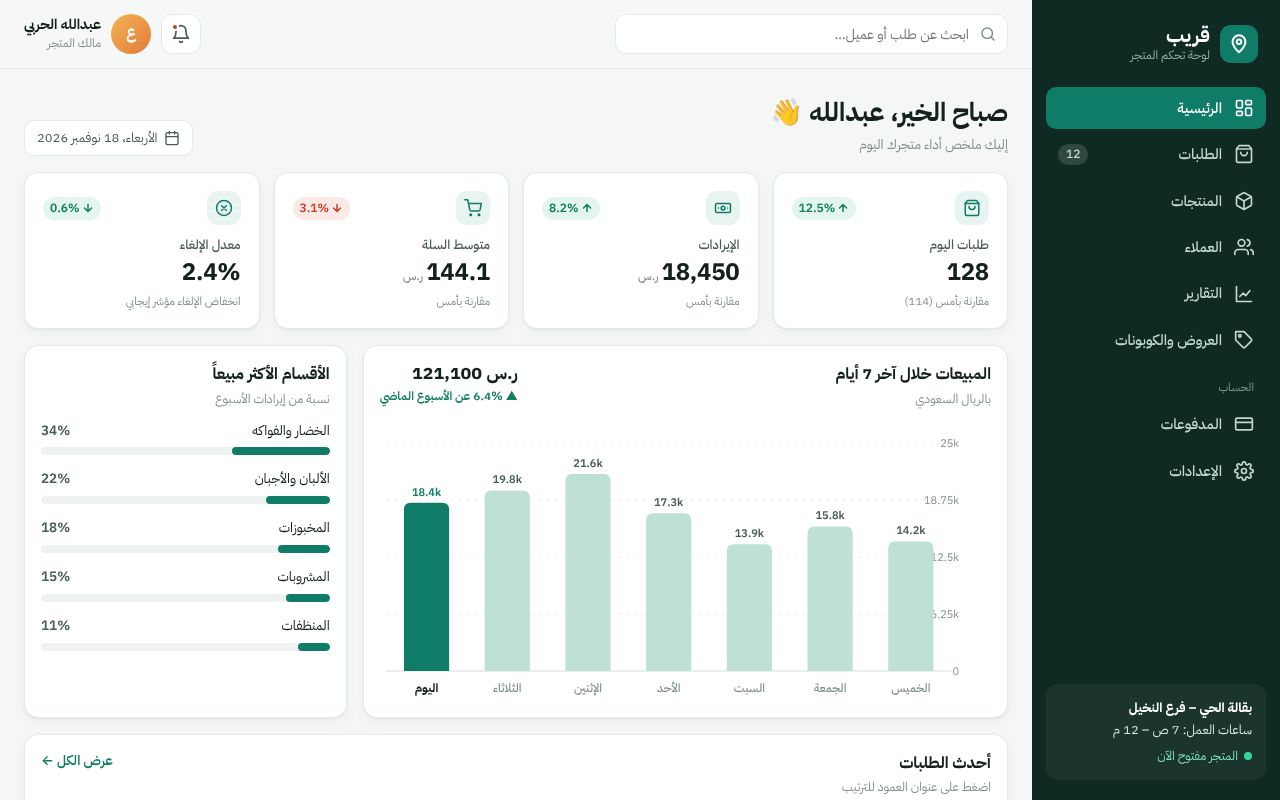 قريب
لوحة تحكم المتجر
الرئيسية
الطلبات
12
المنتجات
العملاء
التقارير
العروض والكوبونات
الحساب
المدفوعات
الإعدادات
بقالة الحي – فرع النخيل
ساعات العمل: 7 ص – 12 م
المتجر مفتوح الآن
ابحث عن طلب أو عميل...
ع
عبدالله الحربي
مالك المتجر
صباح الخير، عبدالله 👋
إليك ملخص أداء متجرك اليوم
الأربعاء، 18 نوفمبر 2026
↑ 12.5%
طلبات اليوم
128
مقارنة بأمس (114)
↑ 8.2%
الإيرادات
18,450 ر.س
مقارنة بأمس
↓ 3.1%
متوسط السلة
144.1 ر.س
مقارنة بأمس
↓ 0.6%
معدل الإلغاء
2.4%
انخفاض الإلغاء مؤشر إيجابي
المبيعات خلال آخر 7 أيام
بالريال السعودي
ر.س 121,100
▲ 6.4% عن الأسبوع الماضي
25k
18.75k
12.5k
6.25k
0
14.2k
15.8k
13.9k
17.3k
21.6k
19.8k
18.4k
الخميس
الجمعة
السبت
الأحد
الإثنين
الثلاثاء
اليوم
الأقسام الأكثر مبيعاً
نسبة من إيرادات الأسبوع
الخضار والفواكه 34%
الألبان والأجبان 22%
المخبوزات 18%
المشروبات 15%
المنظفات 11%
أحدث الطلبات
اضغط على عنوان العمود للترتيب
عرض الكل ←